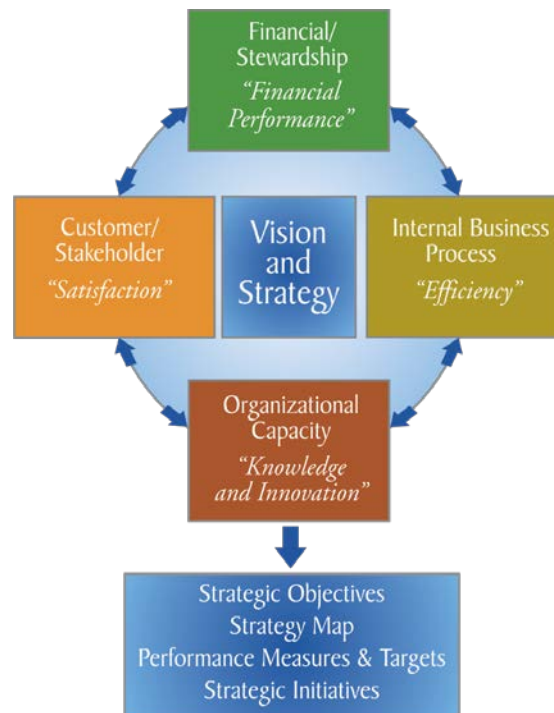 Financial/
Stewardship
“Financial
Performance”
Customer/
Stakeholder
“Satisfaction”
Vision
and
Strategy
Internal Business
Process
“Efficiency”
Organizational
Capacity
“Knowledge
and Innovation”
Strategic Objectives
Strategy Map
Performance Measures & Targets
Strategic Initiatives